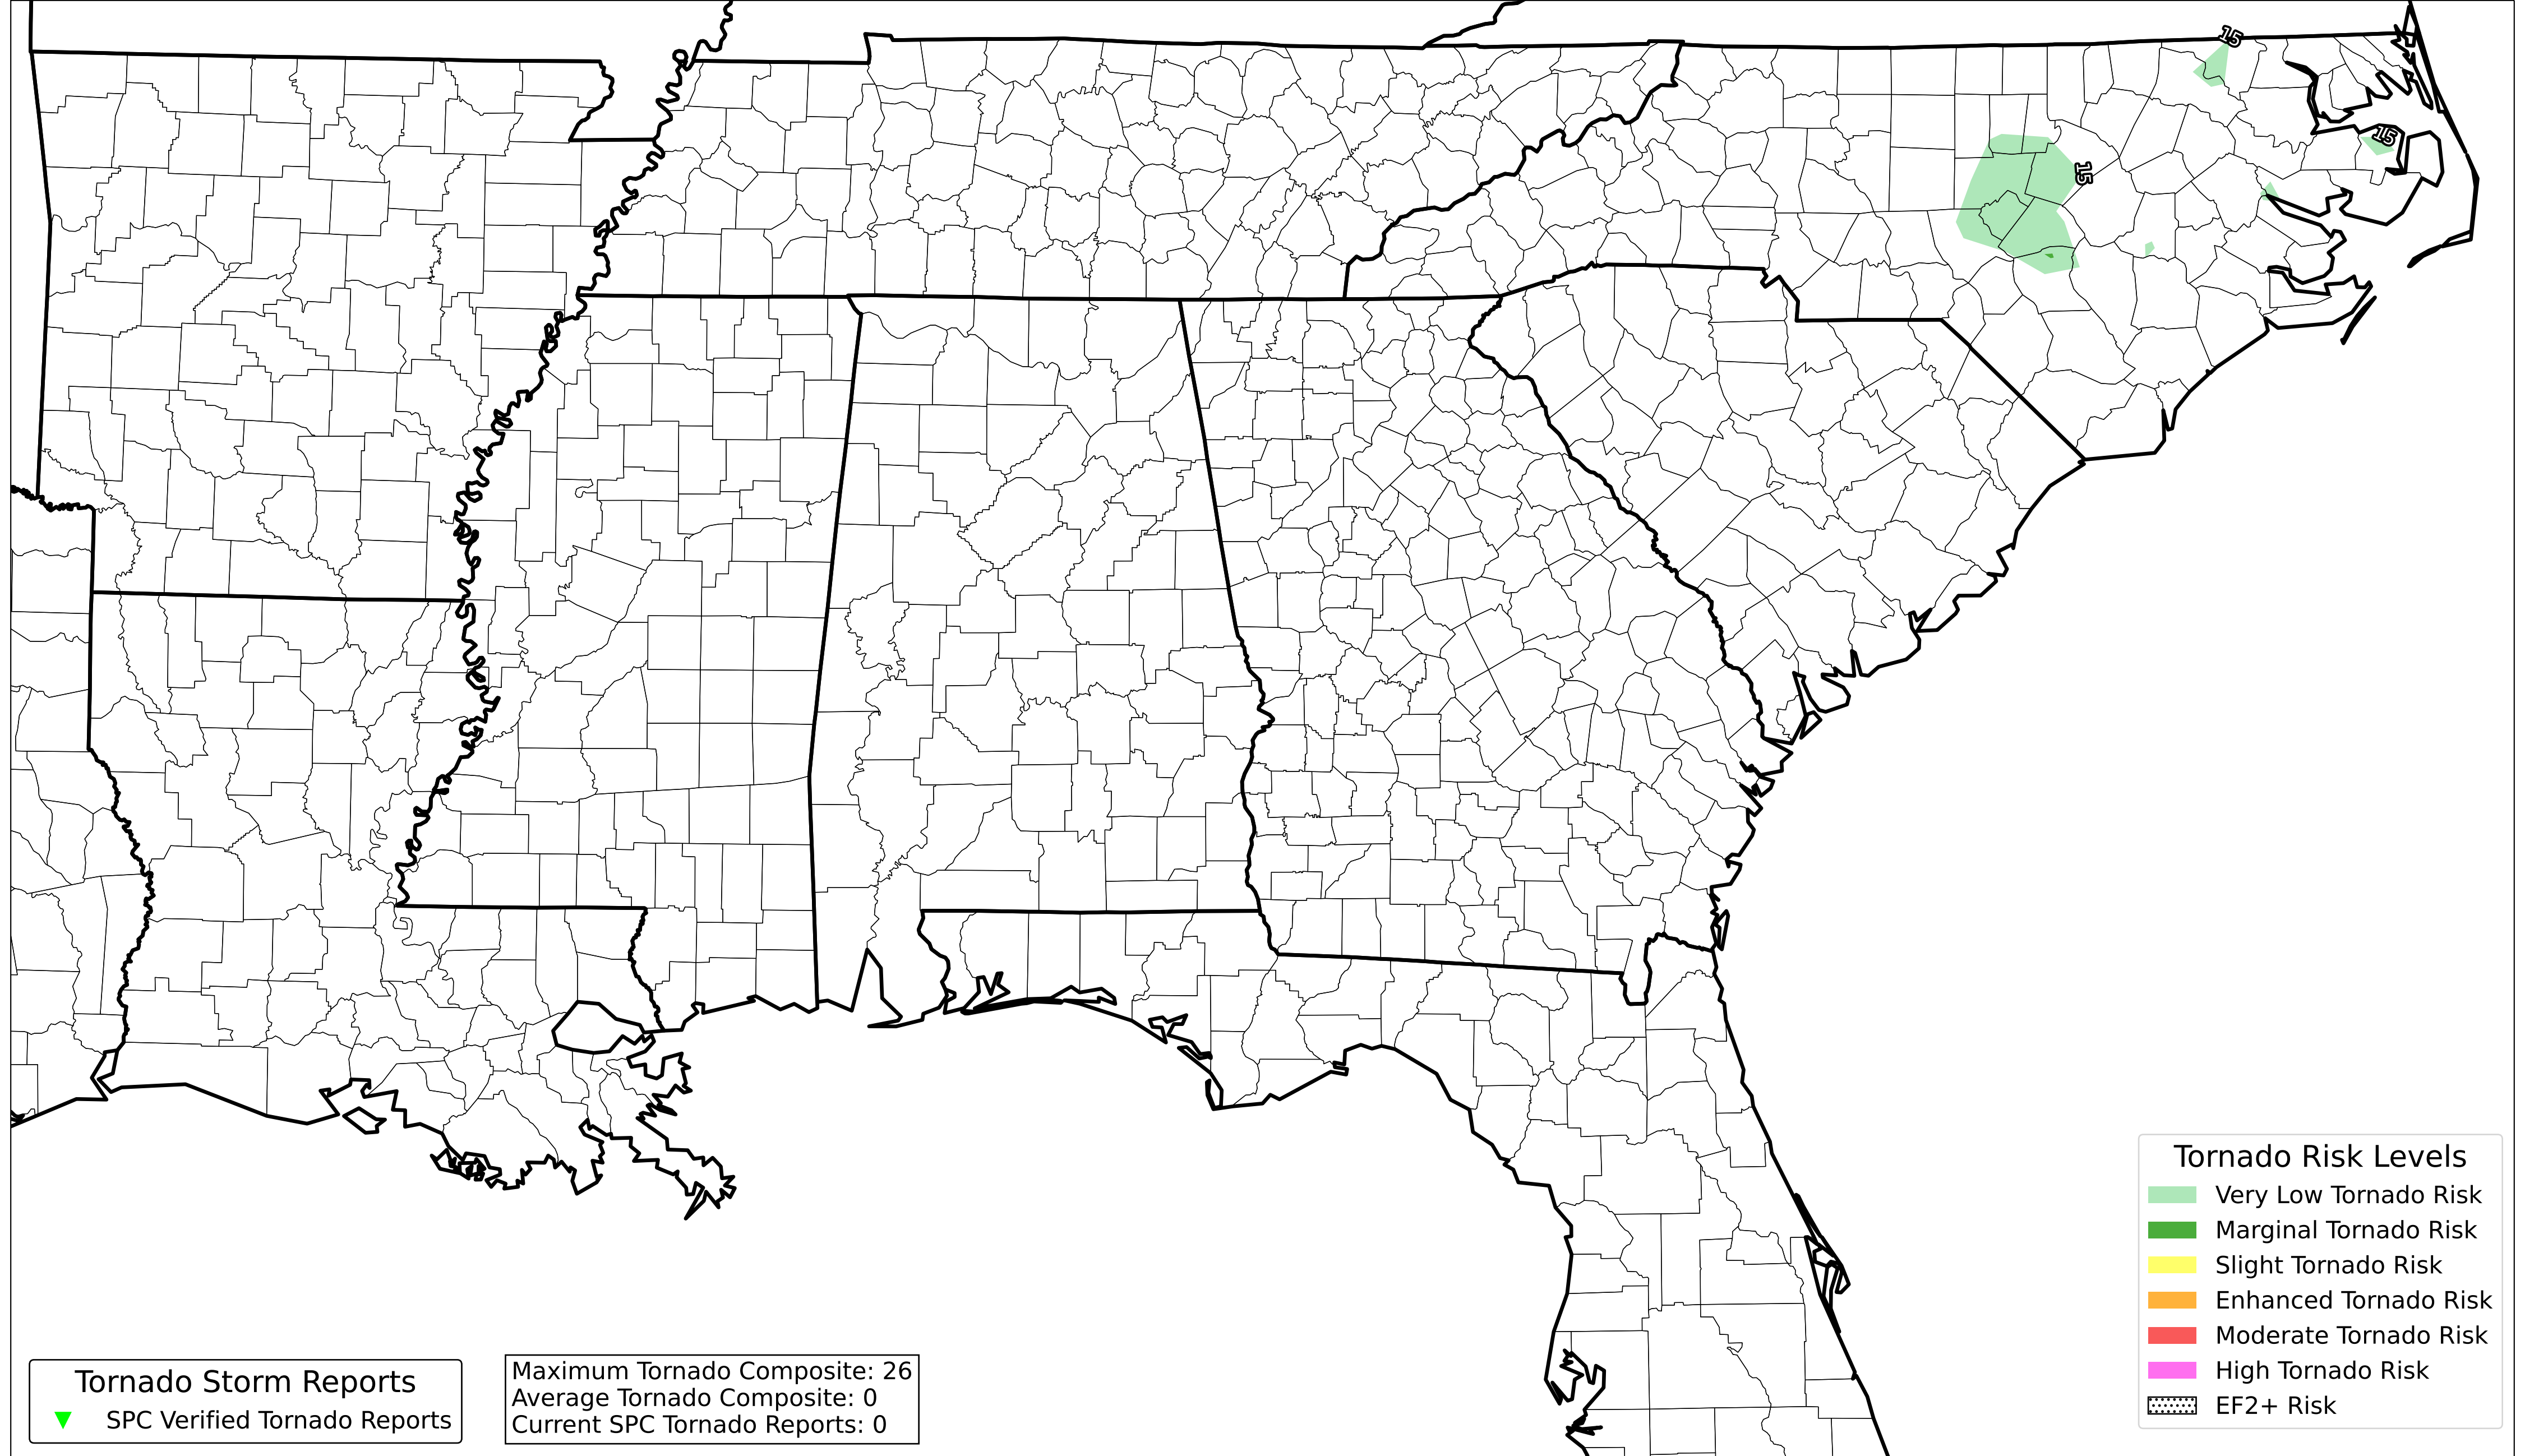 15
15
15
Tornado Risk Levels
Very Low Tornado Risk
Marginal Tornado Risk
Slight Tornado Risk
Enhanced Tornado Risk
Moderate Tornado Risk
High Tornado Risk
EF2+ Risk
Tornado Storm Reports
SPC Verified Tornado Reports
Maximum Tornado Composite: 26
Average Tornado Composite: 0
Current SPC Tornado Reports: 0